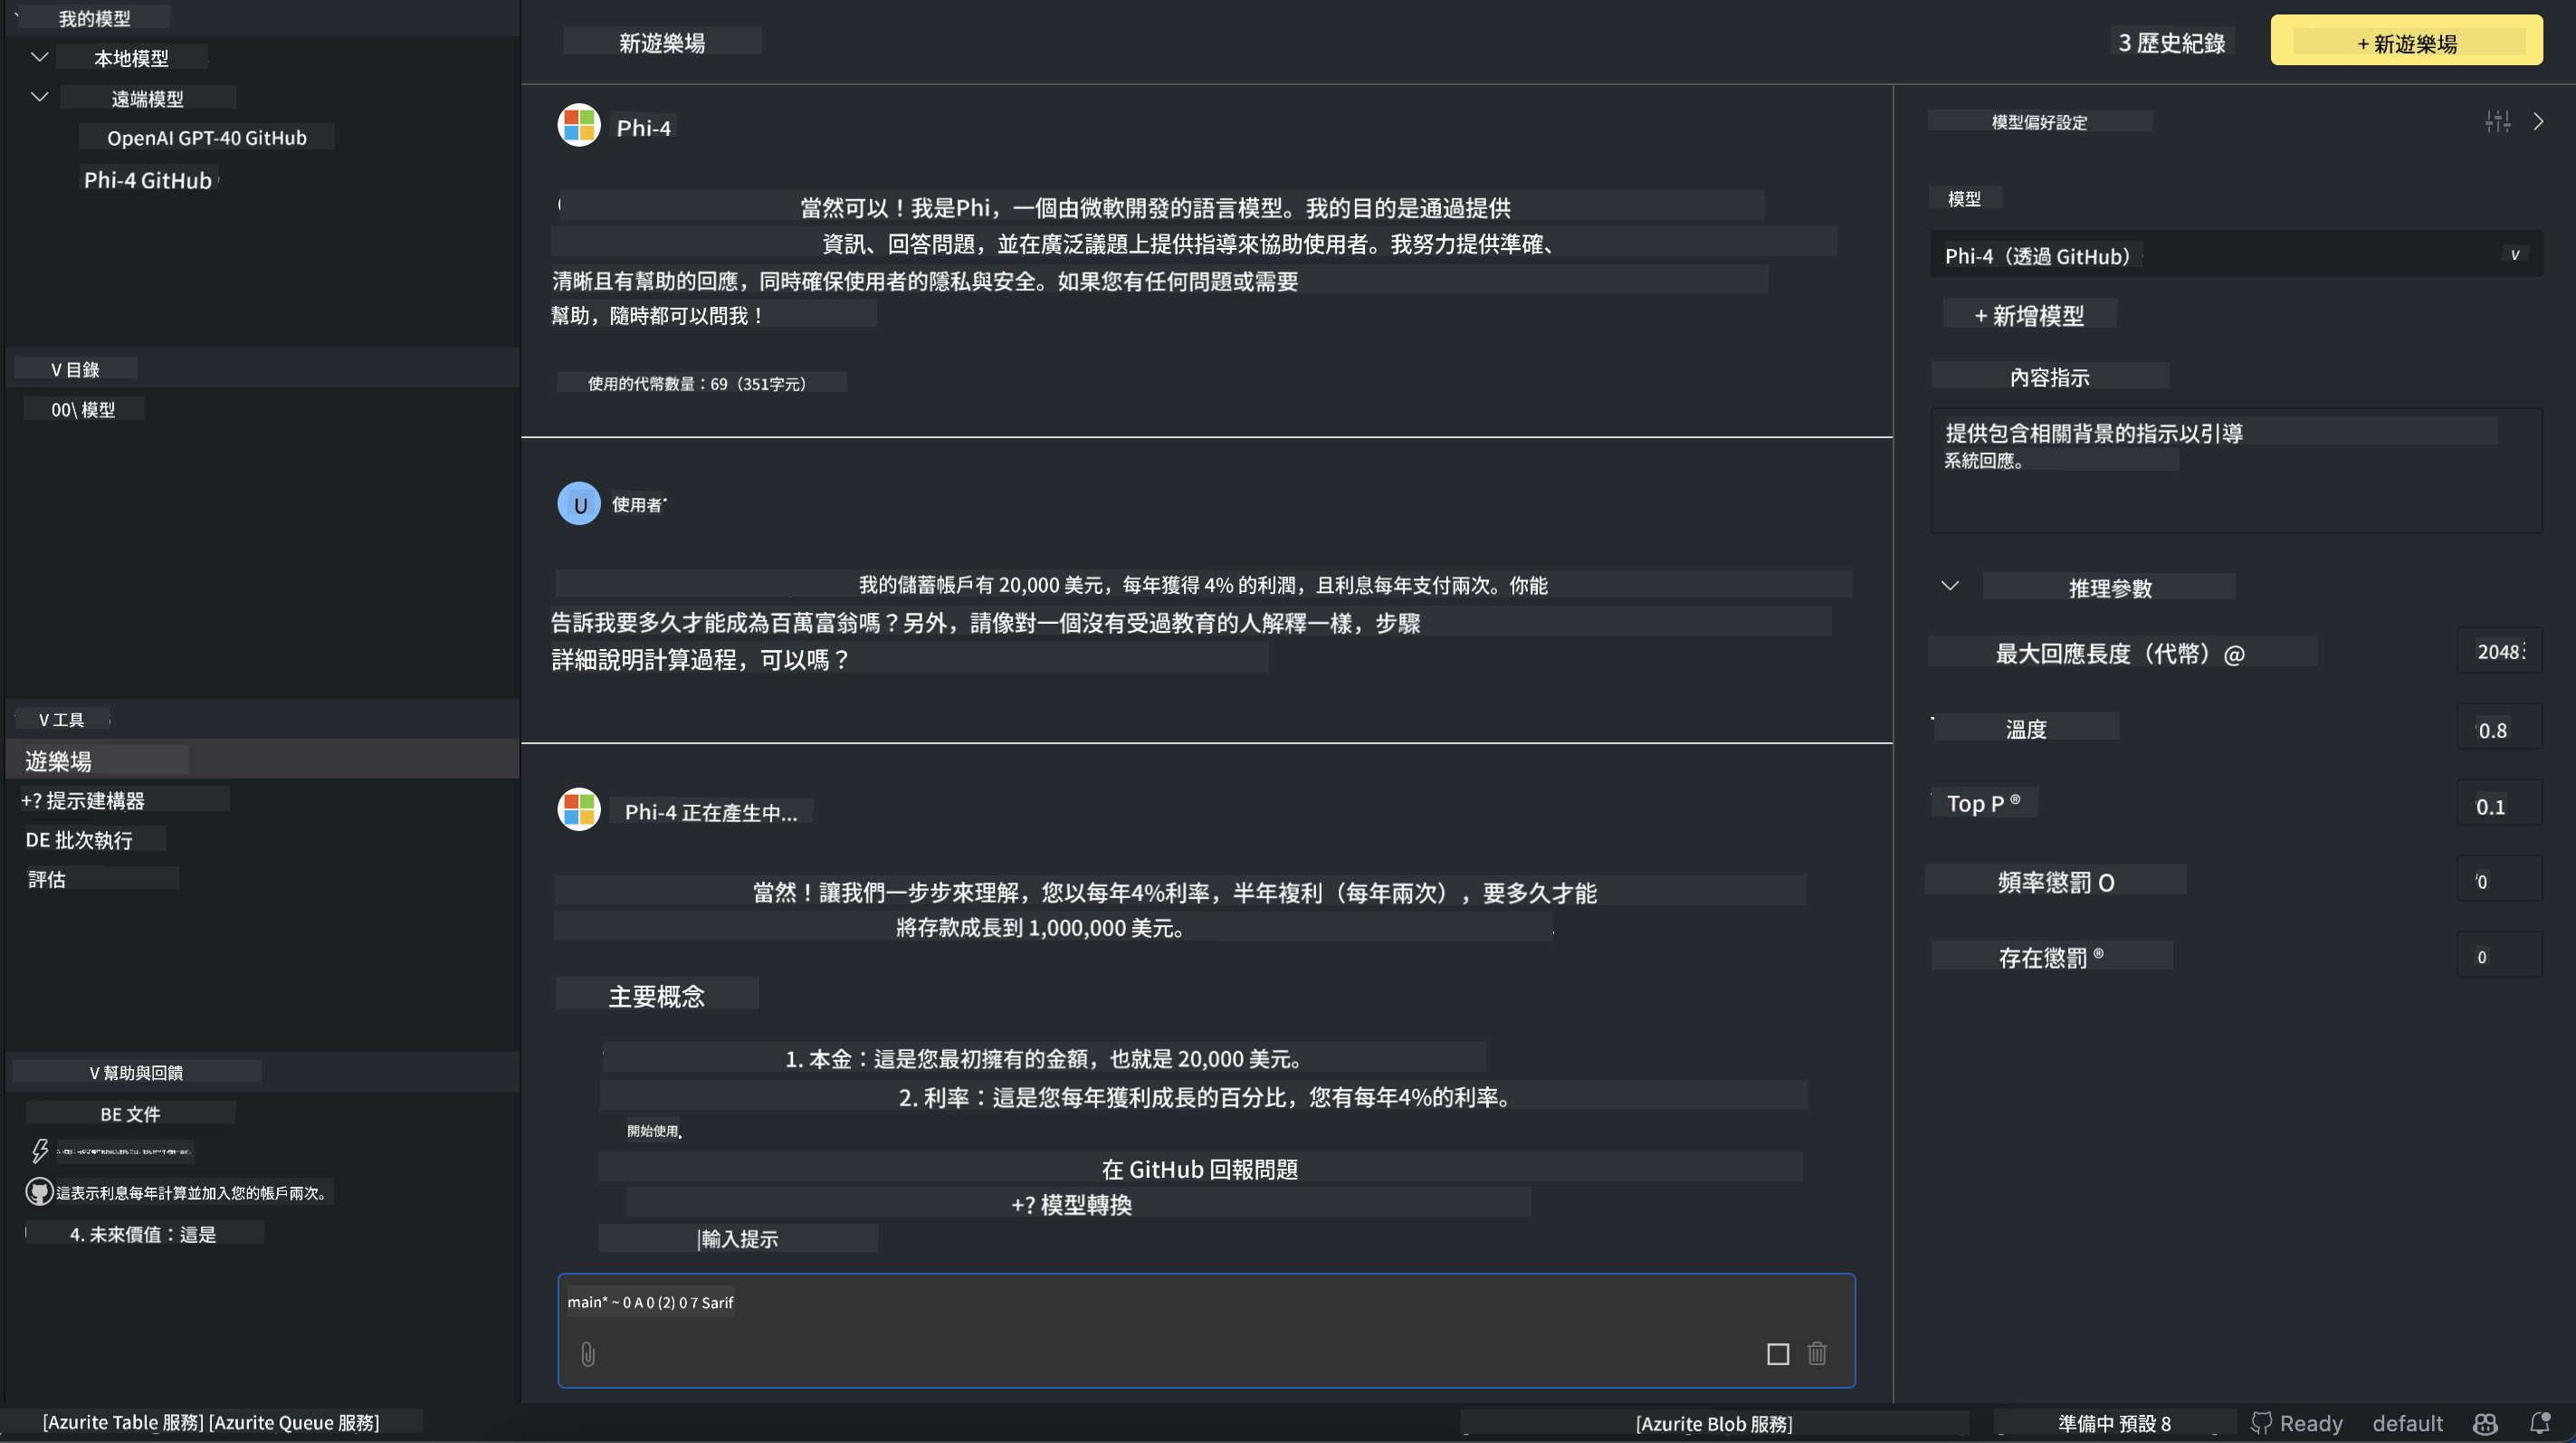 我的模型
本地模型
遠端模型
OpenAI GPT-40 GitHub
Phi-4 GitHub
V 目錄
00\ 模型
V 工具
遊樂場
+? 提示建構器
DE 批次執行
評估
V 幫助與回饋
BE 文件
這表示利息每年計算並加入您的帳戶兩次。
4. 未來價值：這是
新遊樂場
3 歷史紀錄
+ 新遊樂場
Phi-4
當然可以！我是Phi，一個由微軟開發的語言模型。我的目的是通過提供
資訊、回答問題，並在廣泛議題上提供指導來協助使用者。我努力提供準確、
清晰且有幫助的回應，同時確保使用者的隱私與安全。如果您有任何問題或需要
幫助，隨時都可以問我！
使用的代幣數量：69（351字元）
U 使用者
我的儲蓄帳戶有 20,000 美元，每年獲得 4% 的利潤，且利息每年支付兩次。你能
告訴我要多久才能成為百萬富翁嗎？另外，請像對一個沒有受過教育的人解釋一樣，步驟
詳細說明計算過程，可以嗎？
Phi-4 正在產生中...
當然！讓我們一步步來理解，您以每年4%利率，半年複利（每年兩次），要多久才能
將存款成長到 1,000,000 美元。
主要概念
1. 本金：這是您最初擁有的金額，也就是 20,000 美元。
2. 利率：這是您每年獲利成長的百分比，您有每年4%的利率。
開始使用
在 GitHub 回報問題
+? 模型轉換
|輸入提示
main* ~ 0 A 0 (2) 0 7 Sarif
模型偏好設定
模型
Phi-4（透過 GitHub） v
+ 新增模型
內容指示
提供包含相關背景的指示以引導
系統回應。
推理參數
最大回應長度（代幣）@ 2048
溫度 0.8
Top P ® 0.1
頻率懲罰 O 0
存在懲罰 ® 0
[Azurite Table 服務] [Azurite Queue 服務]
[Azurite Blob 服務]
準備中 預設 8
Ready
default